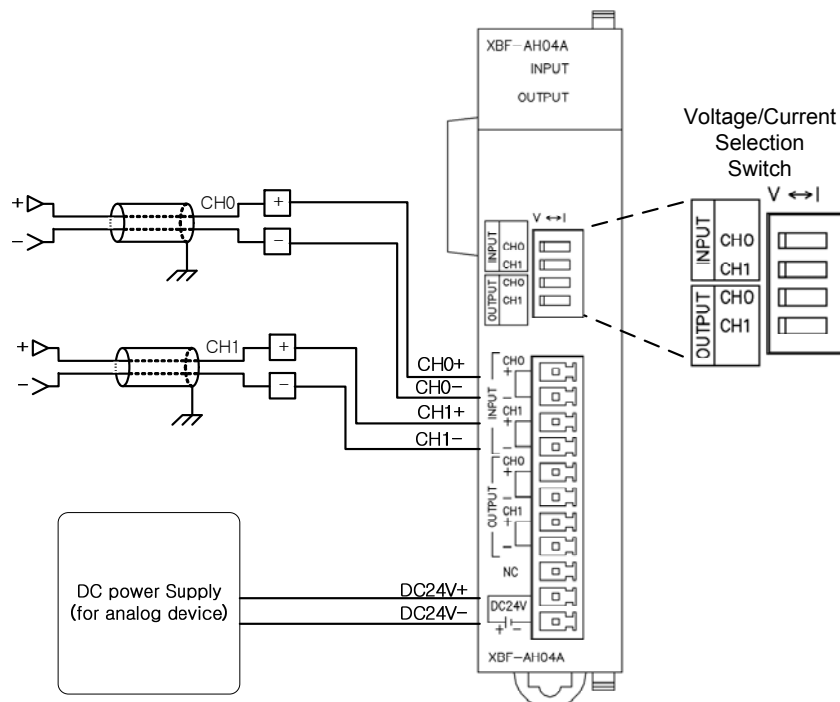 XBF-AH04A
INPUT
OUTPUT
Voltage/Current
Selection
Switch
V ↔ I
INPUT
CH0
CH1
OUTPUT
CH0
CH1
V ↔ I
INPUT
CH0
CH1
OUTPUT
CH0
CH1
+
CH0
+
−
−
+
CH1
+
−
−
CH0+
CH0-
CH1+
CH1-
INPUT
CH0
+
−
CH1
+
−
OUTPUT
CH0
+
−
CH1
+
−
NC
DC power Supply
(for analog device)
DC24V+
DC24V-
DC24V
+ −
XBF-AH04A